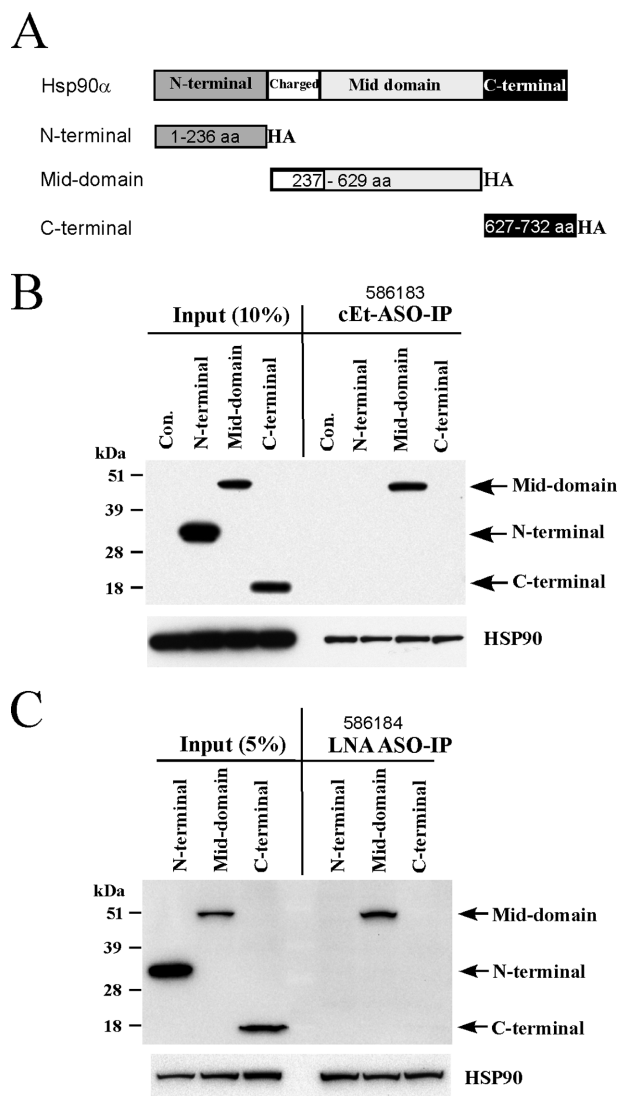 A
Hsp90α N-terminal Charged Mid domain C-terminal
N-terminal 1-236 aa HA
Mid-domain 237 - 629 aa HA
C-terminal 627-732 aa HA
B
586183
Input (10%) cEt-ASO-IP
Con. N-terminal Mid-domain C-terminal Con. N-terminal Mid-domain C-terminal
kDa
51 Mid-domain
39
N-terminal
28
18 C-terminal
HSP90
C
586184
Input (5%) LNA ASO-IP
N-terminal Mid-domain C-terminal N-terminal Mid-domain C-terminal
kDa
51 Mid-domain
39
N-terminal
28
18 C-terminal
HSP90